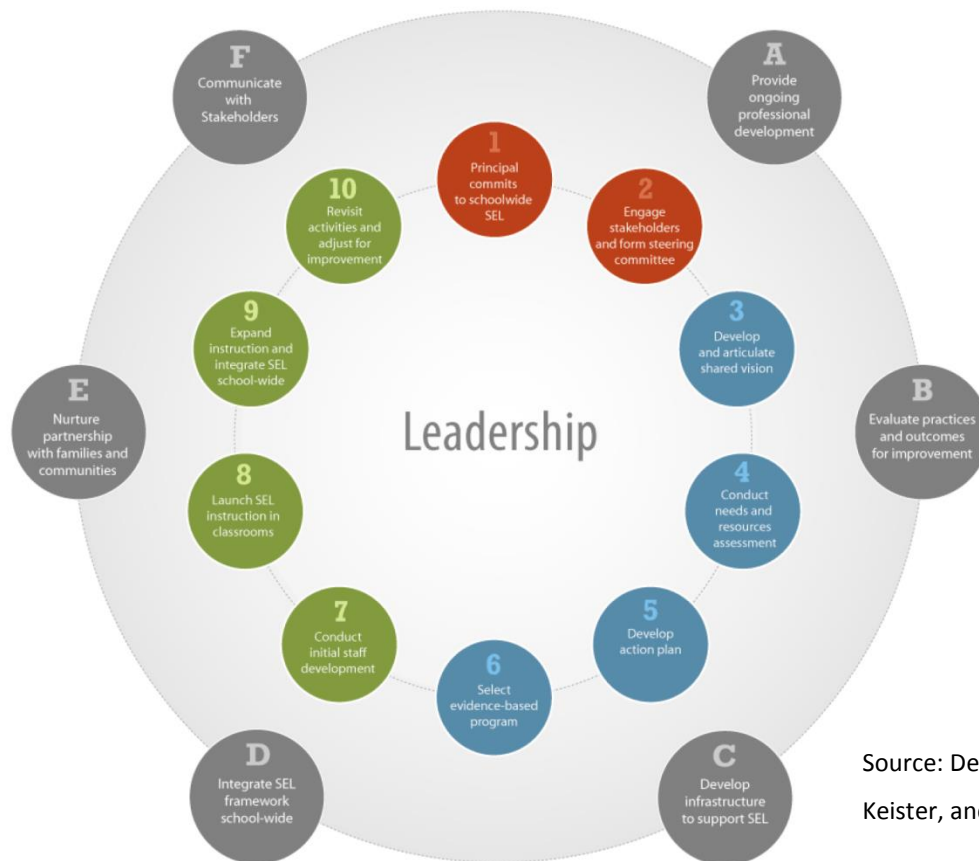 F
Communicate
with
Stakeholders
A
Provide
ongoing
professional
development
1
Principal
commits
to schoolwide
SEL
2
Engage
stakeholders
and form steering
committee
10
Revisit
activities and
adjust for
improvement
3
Develop
and articulate
shared vision
9
Expand
instruction and
integrate SEL
school-wide
E
Nurture
partnership
with families and
communities
B
Evaluate practices
and outcomes
for improvement
Leadership
4
Conduct
needs and
resources
assessment
8
Launch SEL
instruction in
classrooms
5
Develop
action plan
7
Conduct
initial staff
development
6
Select
evidence-based
program
D
Integrate SEL
framework
school-wide
C
Develop
infrastructure
to support SEL
Source: De
Keister, and